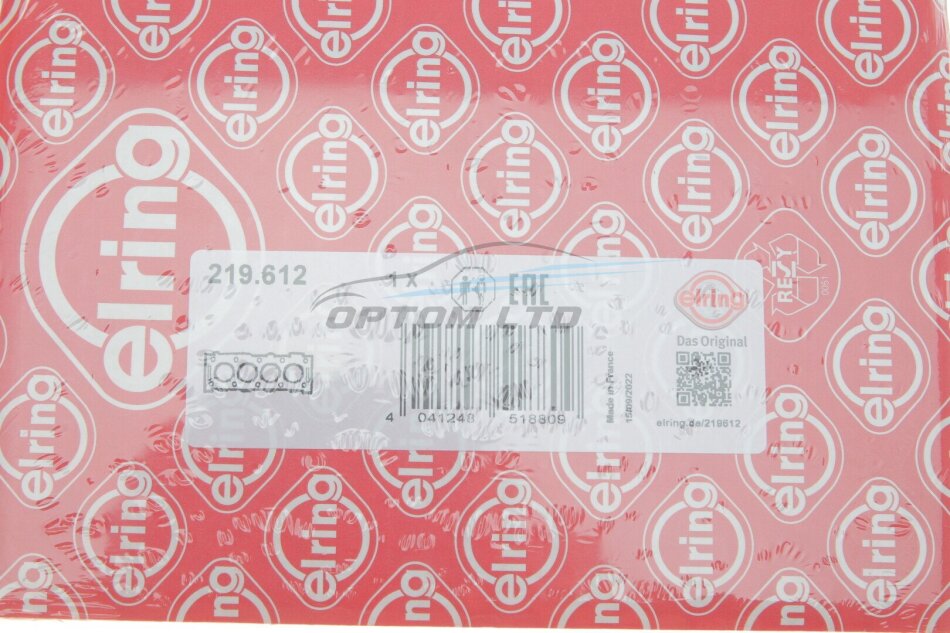 elring
219.612
1 x
EAC
elring
OPTOM LTD
Das Original
REZY
Made in France
15/09/2022
4 041248 518809
elring.de/219612